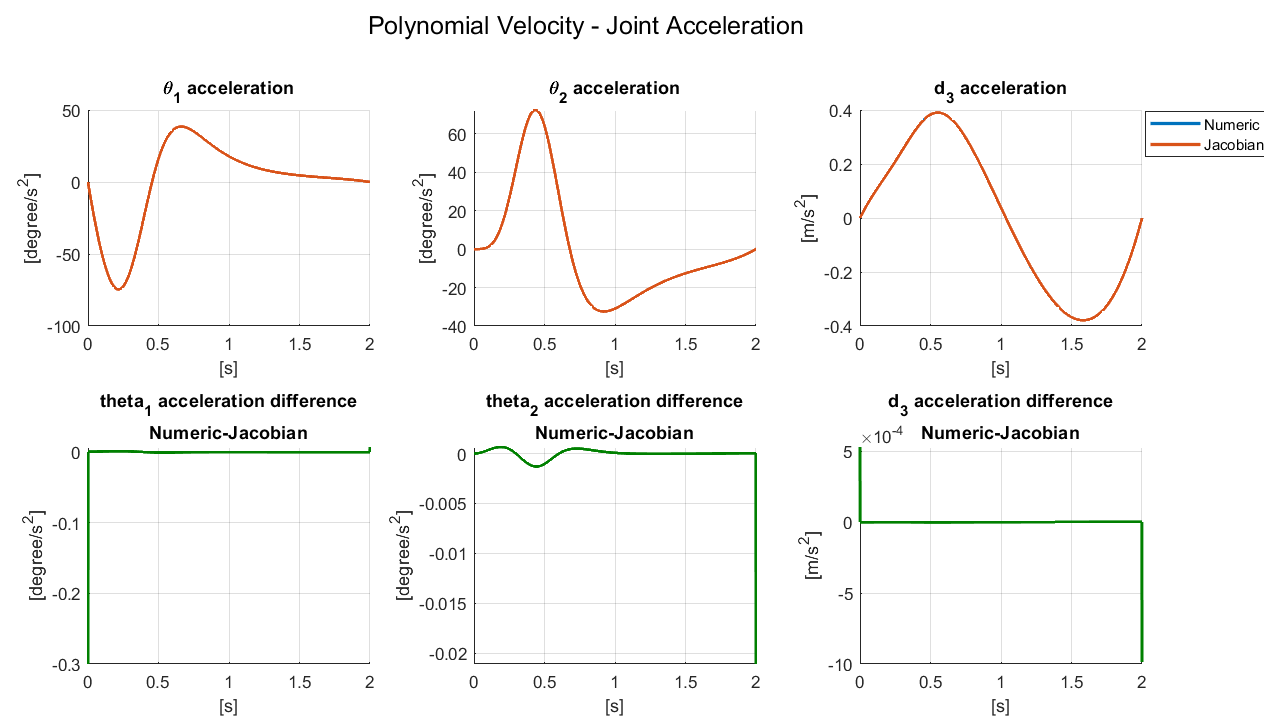 Polynomial Velocity - Joint Acceleration
θ1 acceleration
50
0
-50
-100
[degree/s2]
0 0.5 1 1.5 2
[s]
θ2 acceleration
60
40
20
0
-20
-40
[degree/s2]
0 0.5 1 1.5 2
[s]
d3 acceleration
0.4
0.2
0
-0.2
-0.4
[m/s2]
0 0.5 1 1.5 2
[s]
Numeric
Jacobian
theta1 acceleration difference
Numeric-Jacobian
0
-0.1
-0.2
-0.3
[degree/s2]
0 0.5 1 1.5 2
[s]
theta2 acceleration difference
Numeric-Jacobian
0
-0.005
-0.01
-0.015
-0.02
[degree/s2]
0 0.5 1 1.5 2
[s]
d3 acceleration difference
Numeric-Jacobian
×10-4
5
0
-5
-10
[m/s2]
0 0.5 1 1.5 2
[s]